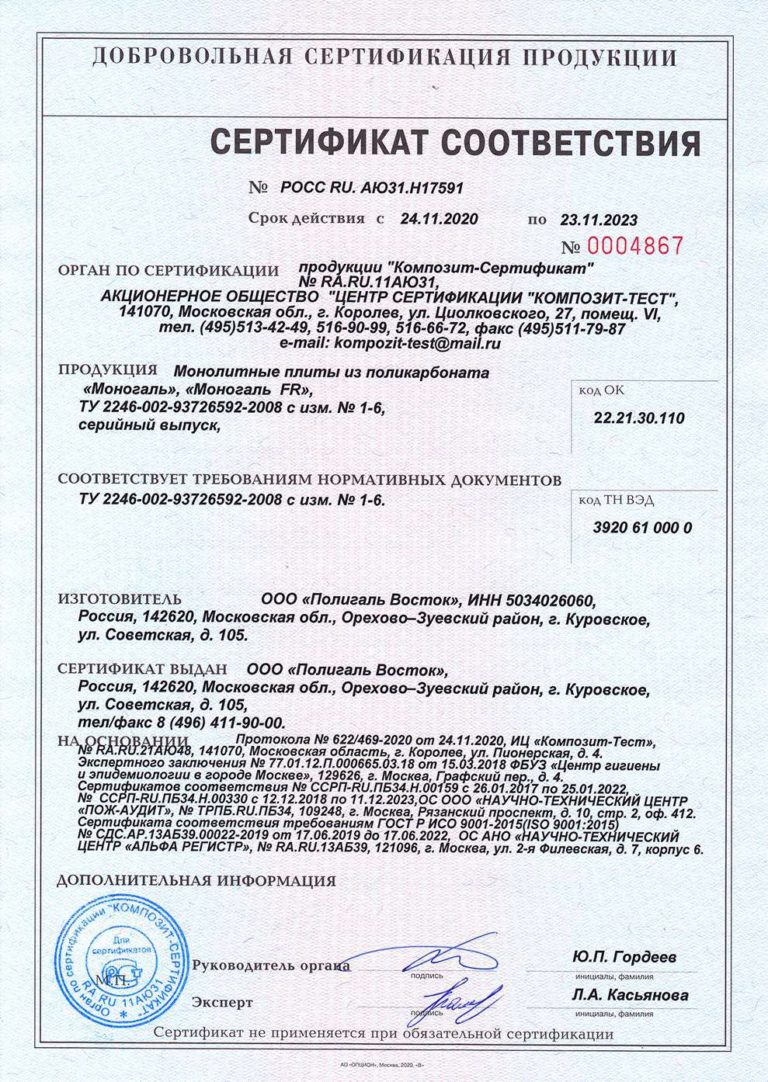 ДОБРОВОЛЬНАЯ СЕРТИФИКАЦИЯ ПРОДУКЦИИ
СЕРТИФИКАТ СООТВЕТСТВИЯ
№ РОСС RU. АЮ31.Н17591
Срок действия с 24.11.2020 по 23.11.2023
№ 0004867
ОРГАН ПО СЕРТИФИКАЦИИ продукции "Композит-Сертификат"
№ RA.RU.11АЮ31,
АКЦИОНЕРНОЕ ОБЩЕСТВО "ЦЕНТР СЕРТИФИКАЦИИ "КОМПОЗИТ-ТЕСТ",
141070, Московская обл., г. Королев, ул. Циолковского, 27, помещ. VI,
тел. (495)513-42-49, 516-90-99, 516-66-72, факс (495)511-79-87
e-mail: kompozit-test@mail.ru
ПРОДУКЦИЯ Монолитные плиты из поликарбоната
«Моногаль», «Моногаль FR»,
ТУ 2246-002-93726592-2008 с изм. № 1-6,
серийный выпуск,
код ОК
22.21.30.110
СООТВЕТСТВУЕТ ТРЕБОВАНИЯМ НОРМАТИВНЫХ ДОКУМЕНТОВ
ТУ 2246-002-93726592-2008 с изм. № 1-6.
код ТН ВЭД
3920 61 000 0
ИЗГОТОВИТЕЛЬ ООО «Полигаль Восток», ИНН 5034026060,
Россия, 142620, Московская обл., Орехово–Зуевский район, г. Куровское,
ул. Советская, д. 105.
СЕРТИФИКАТ ВЫДАН ООО «Полигаль Восток»,
Россия, 142620, Московская обл., Орехово–Зуевский район, г. Куровское,
ул. Советская, д. 105,
тел/факс 8 (496) 411-90-00.
НА ОСНОВАНИИ Протокола № 622/469-2020 от 24.11.2020, ИЦ «Композит-Тест»,
№ RA.RU.21АЮ48, 141070, Московская область, г. Королев, ул. Пионерская, д. 4.
Экспертного заключения № 77.01.12.П.000665.03.18 от 15.03.2018 ФБУЗ «Центр гигиены
и эпидемиологии в городе Москве», 129626, г. Москва, Графский пер., д. 4.
Сертификатов соответствия № ССРП-RU.ПБ34.Н.00159 с 26.01.2017 по 25.01.2022,
№ ССРП-RU.ПБ34.Н.00330 с 12.12.2018 по 11.12.2023,ОС ООО «НАУЧНО-ТЕХНИЧЕСКИЙ ЦЕНТР
«ПОЖ-АУДИТ», № ТРПБ.RU.ПБ34, 109248, г. Москва, Рязанский проспект, д. 10, стр. 2, оф. 412.
Сертификата соответствия требованиям ГОСТ Р ИСО 9001-2015(ISO 9001:2015)
№ СДС.АР.13АБ39.00022-2019 от 17.06.2019 до 17.06.2022, ОС АНО «НАУЧНО-ТЕХНИЧЕСКИЙ
ЦЕНТР «АЛЬФА РЕГИСТР», № RA.RU.13АБ39, 121096, г. Москва, ул. 2-я Филевская, д. 7, корпус 6.
ДОПОЛНИТЕЛЬНАЯ ИНФОРМАЦИЯ
Орган по сертификации "КОМПОЗИТ-СЕРТИФИКАТ"
Для
сертификатов
М.П.
RA RU 11АЮ31
Руководитель органа
подпись
Ю.П. Гордеев
инициалы, фамилия
Эксперт
подпись
Л.А. Касьянова
инициалы, фамилия
Сертификат не применяется при обязательной сертификации
АО «ОПЦИОН», Москва, 2020, «В»